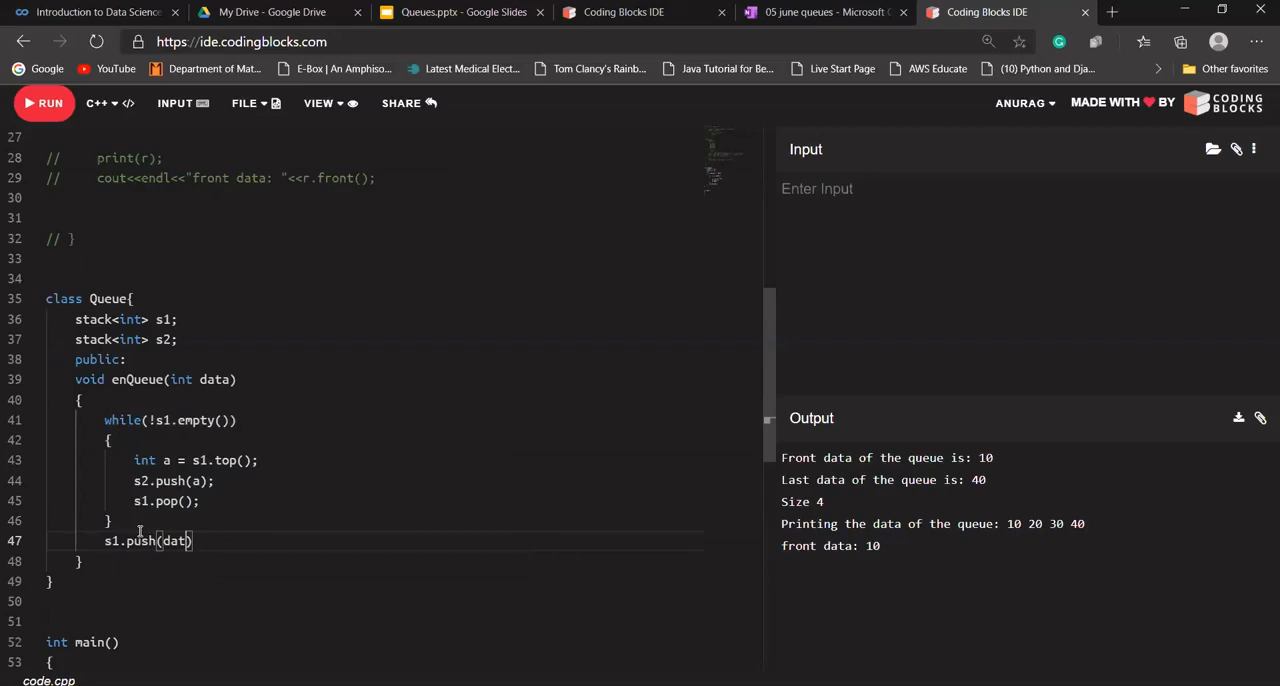 Introduction to Data Science
My Drive - Google Drive
Queues.pptx - Google Slides
Coding Blocks IDE
05 june queues - Microsoft O
Coding Blocks IDE
https://ide.codingblocks.com
Google
YouTube
Department of Mat...
E-Box | An Amphiso...
Latest Medical Elect...
Tom Clancy's Rainb...
Java Tutorial for Be...
Live Start Page
AWS Educate
(10) Python and Dja...
Other favorites
RUN
C++
INPUT
FILE
VIEW
SHARE
ANURAG
MADE WITH BY
CODING
BLOCKS
27
28 // print(r);
29 // cout<<endl<<"front data: "<<r.front();
30
31
32 // }
33
34
35 class Queue{
36 stack<int> s1;
37 stack<int> s2;
38 public:
39 void enQueue(int data)
40 {
41 while(!s1.empty())
42 {
43 int a = s1.top();
44 s2.push(a);
45 s1.pop();
46 }
47 s1.push(dat)
48 }
49 }
50
51
52 int main()
53 {
code.cpp
Input
Enter Input
Output
Front data of the queue is: 10
Last data of the queue is: 40
Size 4
Printing the data of the queue: 10 20 30 40
front data: 10